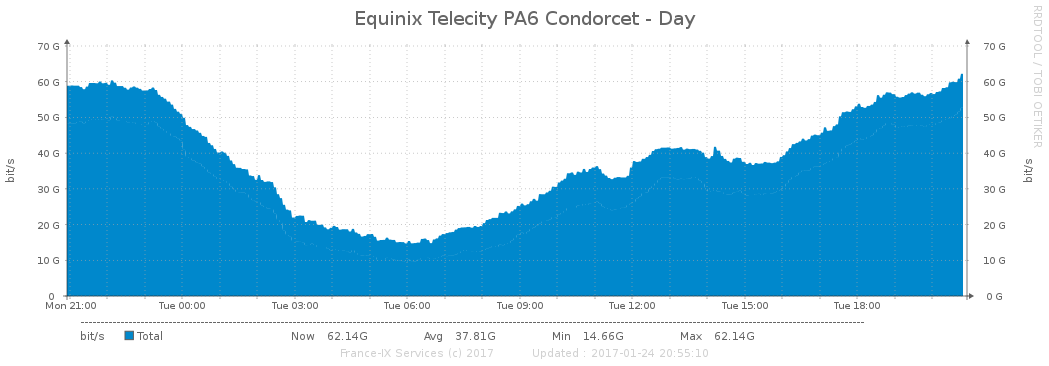 Equinix Telecity PA6 Condorcet - Day
RRDTOOL / TOBI OETIKER
bit/s
70 G
60 G
50 G
40 G
30 G
20 G
10 G
0
70 G
60 G
50 G
40 G
30 G
20 G
10 G
0 G
bit/s
Mon 21:00 Tue 00:00 Tue 03:00 Tue 06:00 Tue 09:00 Tue 12:00 Tue 15:00 Tue 18:00
bit/s Total Now 62.14G Avg 37.81G Min 14.66G Max 62.14G
France-IX Services (c) 2017 Updated : 2017-01-24 20:55:10